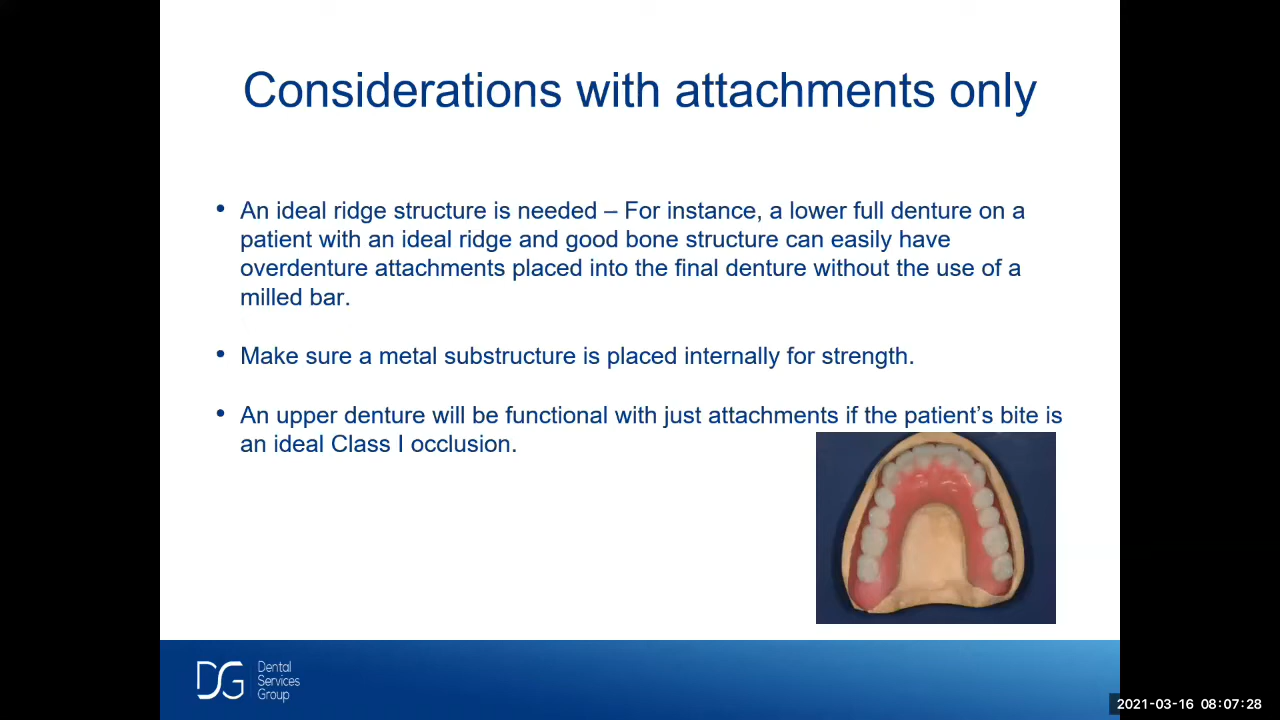 Considerations with attachments only
• An ideal ridge structure is needed – For instance, a lower full denture on a
patient with an ideal ridge and good bone structure can easily have
overdenture attachments placed into the final denture without the use of a
milled bar.
• Make sure a metal substructure is placed internally for strength.
• An upper denture will be functional with just attachments if the patient’s bite is
an ideal Class I occlusion.
DSG
Dental
Services
Group
2021-03-16 08:07:28